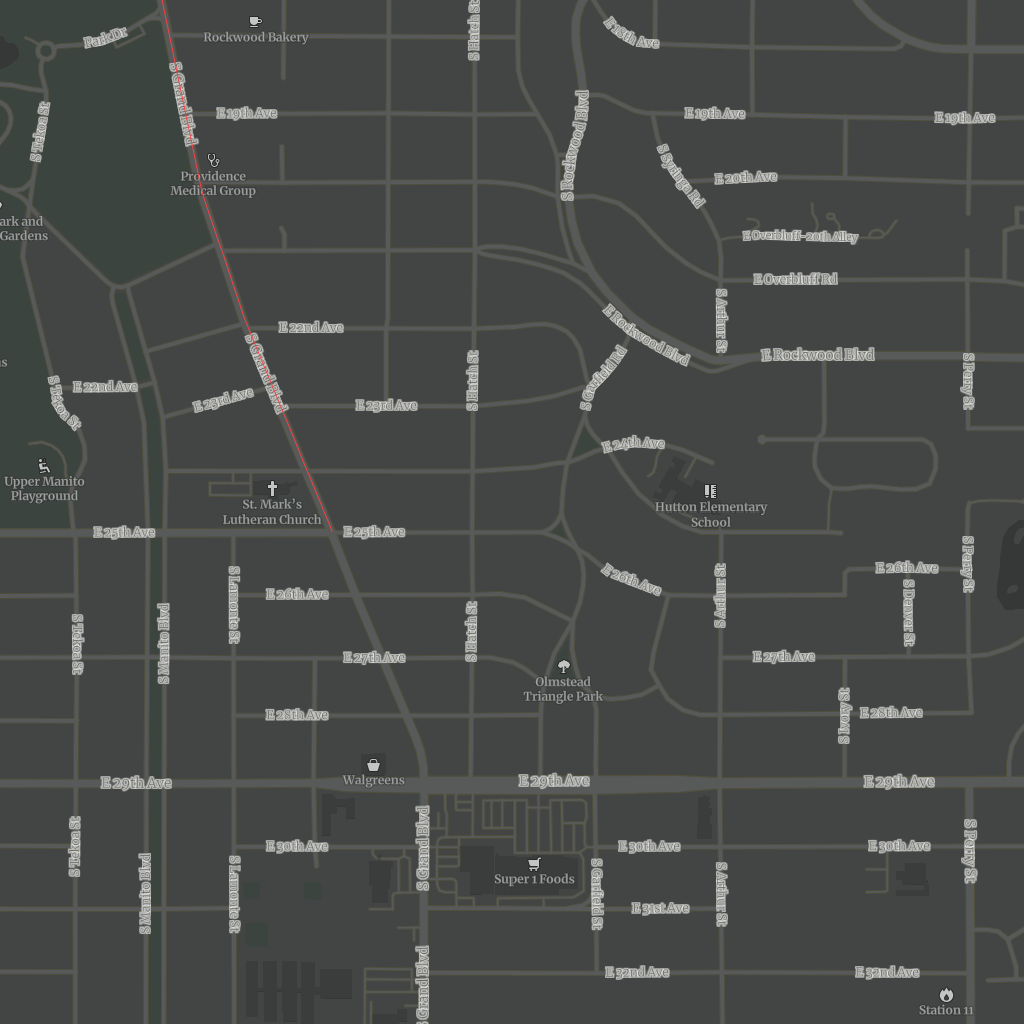 Park Dr
Rockwood Bakery
S Hatch St
E 18th Ave
S Grand Blvd
E 19th Ave
S Rockwood Blvd
E 19th Ave
E 19th Ave
S Tekoa St
Providence
Medical Group
S Syringa Rd
E 20th Ave
ark and
Gardens
E Overbluff-20th Alley
E Overbluff Rd
S Arthur St
E 22nd Ave
E Rockwood Blvd
E Rockwood Blvd
S Grand Blvd
S Hatch St
S Garfield Rd
S Perry St
S Tekoa St
E 22nd Ave
E 23rd Ave
E 23rd Ave
E 24th Ave
Upper Manito
Playground
St. Mark's
Lutheran Church
Hutton Elementary
School
E 25th Ave
E 25th Ave
S Perry St
S Lamonte St
E 26th Ave
E 26th Ave
S Arthur St
E 26th Ave
S Denver St
S Tekoa St
S Manito Blvd
S Hatch St
E 27th Ave
E 27th Ave
Olmstead
Triangle Park
E 28th Ave
S Ivory St
E 28th Ave
Walgreens
E 29th Ave
E 29th Ave
E 29th Ave
S Tekoa St
S Manito Blvd
S Lamonte St
E 30th Ave
S Grand Blvd
Super 1 Foods
S Garfield St
E 30th Ave
S Arthur St
E 30th Ave
S Perry St
E 31st Ave
S Grand Blvd
E 32nd Ave
E 32nd Ave
Station 11